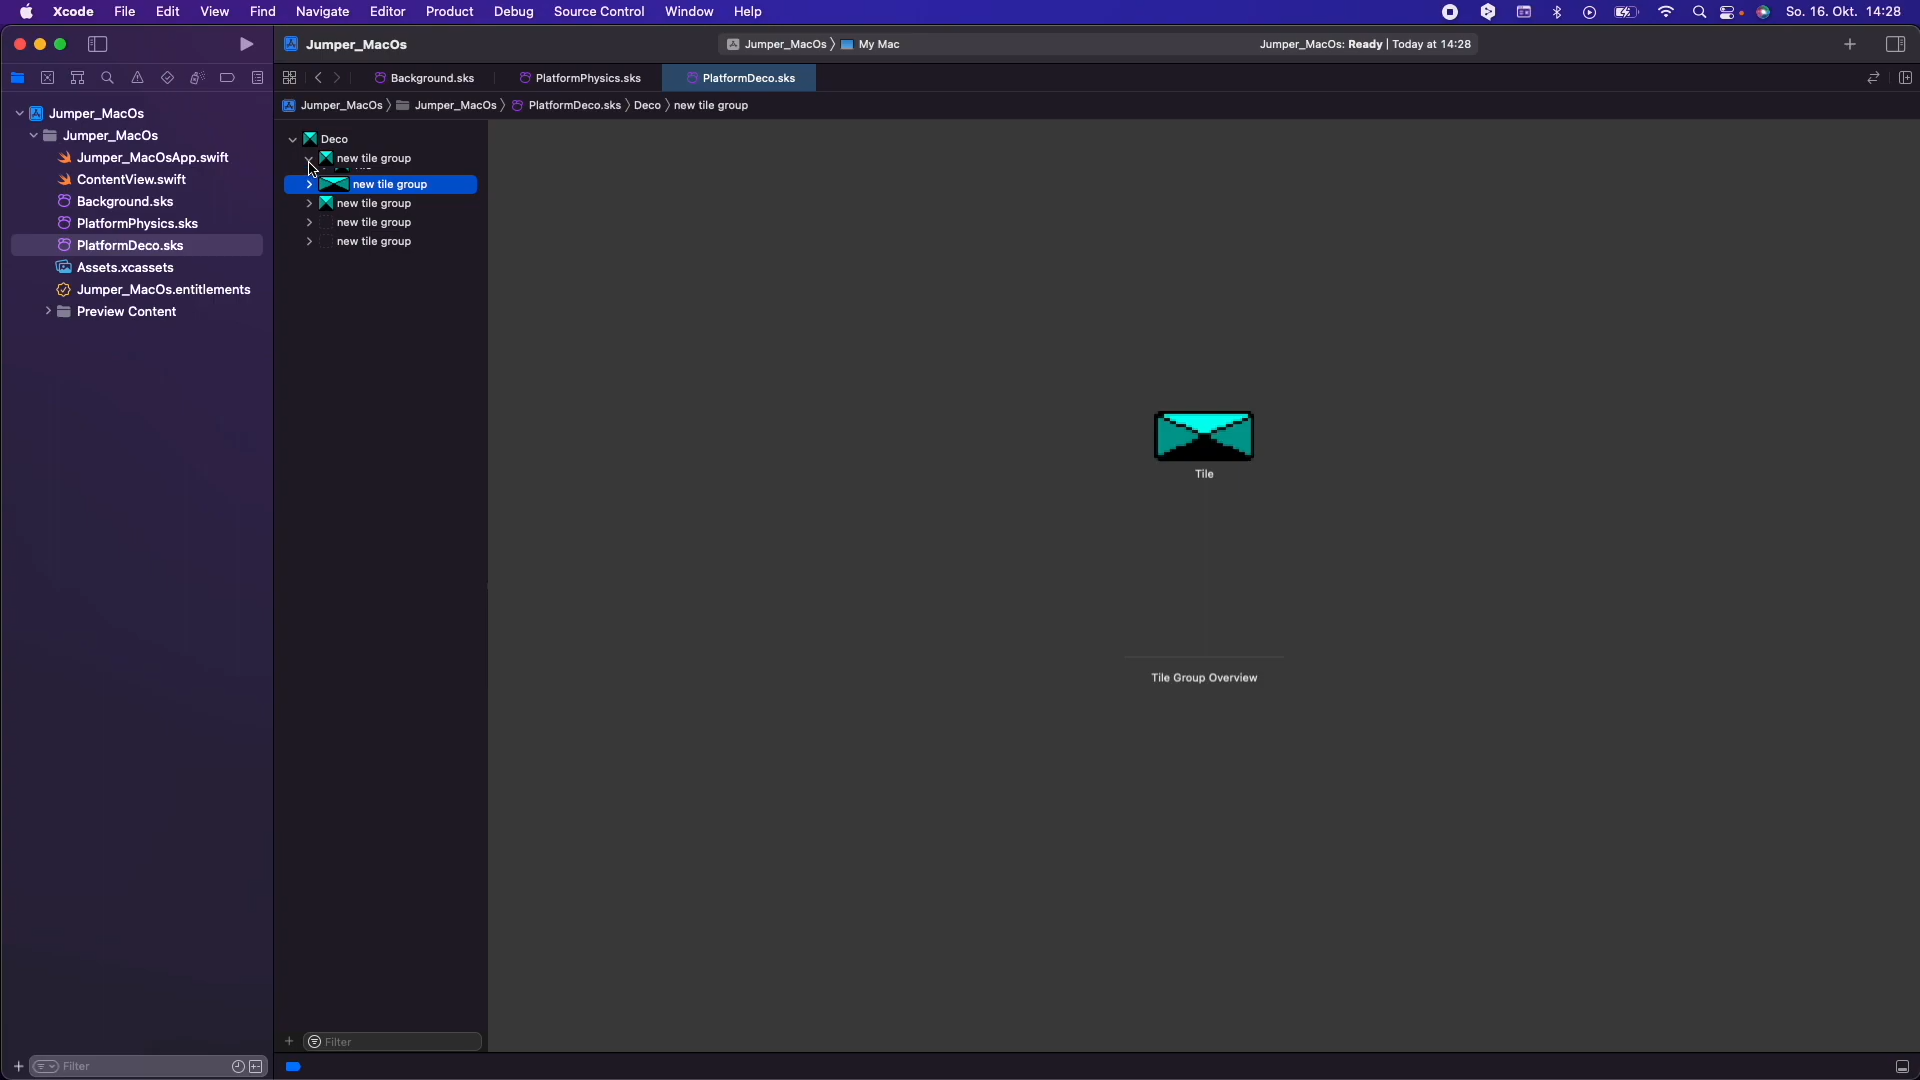 Xcode File Edit View Find Navigate Editor Product Debug Source Control Window Help So. 16. Okt. 14:28
Jumper_MacOs Jumper_MacOs My Mac Jumper_MacOs: Ready | Today at 14:28
Background.sks PlatformPhysics.sks PlatformDeco.sks
Jumper_MacOs Jumper_MacOs PlatformDeco.sks Deco new tile group
Jumper_MacOs
Jumper_MacOs
Jumper_MacOsApp.swift
ContentView.swift
Background.sks
PlatformPhysics.sks
PlatformDeco.sks
Assets.xcassets
Jumper_MacOs.entitlements
Preview Content
Filter
Deco
new tile group
new tile group
new tile group
new tile group
new tile group
Filter
Tile
Tile Group Overview